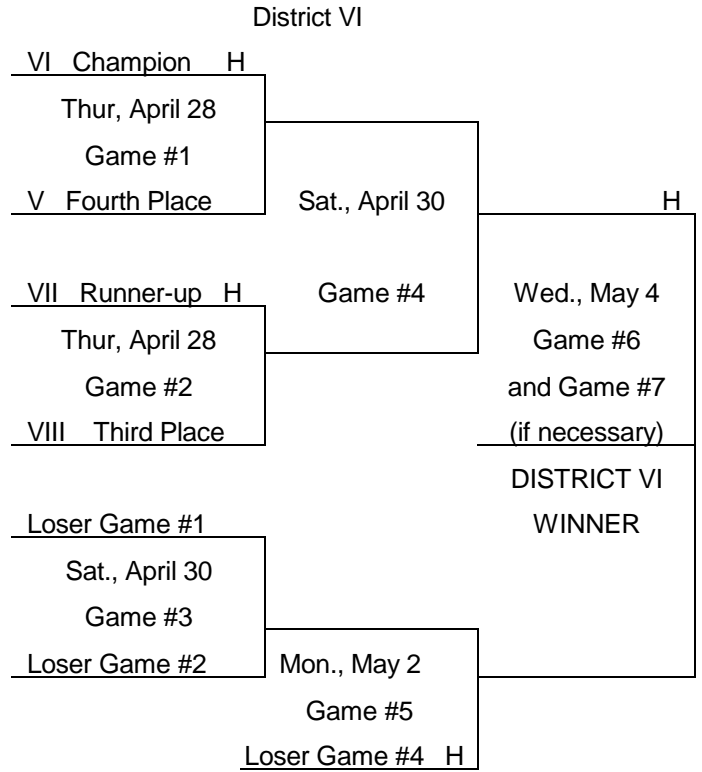 District VI
VI Champion H
Thur, April 28
Game #1
V Fourth Place
Sat., April 30
H
VII Runner-up H
Game #4
Wed., May 4
Thur, April 28
Game #6
Game #2
and Game #7
VIII Third Place
(if necessary)
DISTRICT VI
Loser Game #1
WINNER
Sat., April 30
Game #3
Loser Game #2
Mon., May 2
Game #5
Loser Game #4 H